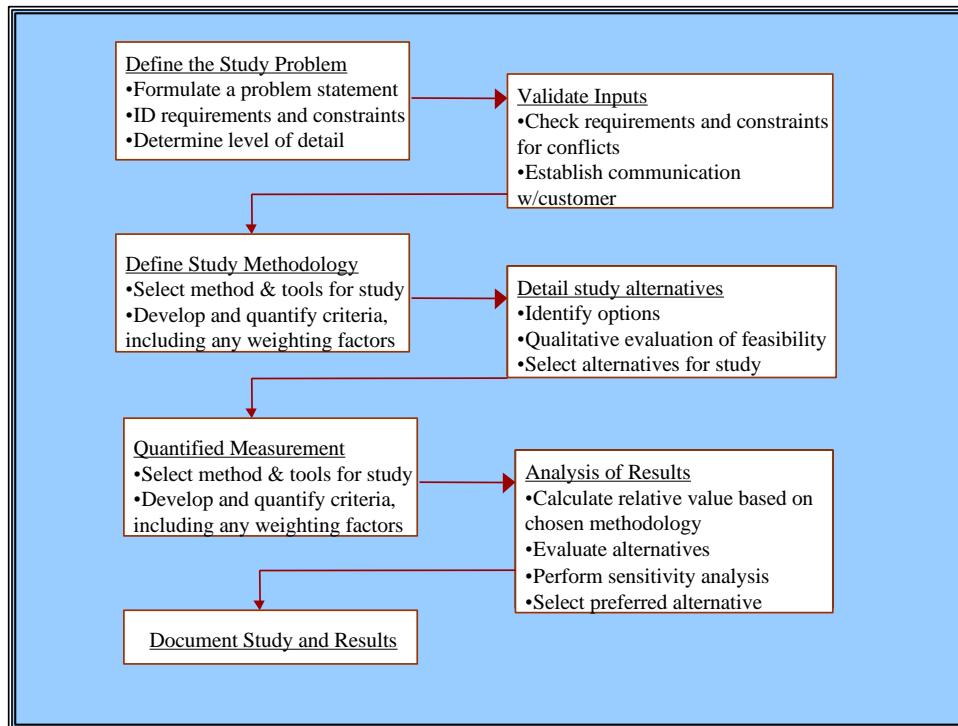 Define the Study Problem
•Formulate a problem statement
•ID requirements and constraints
•Determine level of detail
Validate Inputs
•Check requirements and constraints
for conflicts
•Establish communication
w/customer
Define Study Methodology
•Select method & tools for study
•Develop and quantify criteria,
including any weighting factors
Detail study alternatives
•Identify options
•Qualitative evaluation of feasibility
•Select alternatives for study
Quantified Measurement
•Select method & tools for study
•Develop and quantify criteria,
including any weighting factors
Analysis of Results
•Calculate relative value based on
chosen methodology
•Evaluate alternatives
•Perform sensitivity analysis
•Select preferred alternative
Document Study and Results